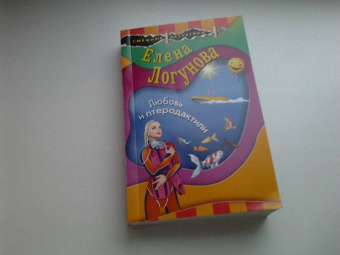 Елена
Логунова
Любовь
и птеродактили